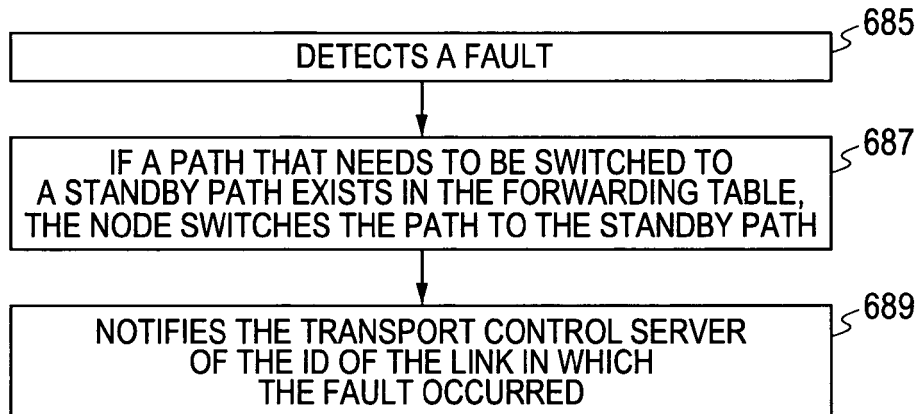 685
DETECTS A FAULT
687
IF A PATH THAT NEEDS TO BE SWITCHED TO
A STANDBY PATH EXISTS IN THE FORWARDING TABLE,
THE NODE SWITCHES THE PATH TO THE STANDBY PATH
689
NOTIFIES THE TRANSPORT CONTROL SERVER
OF THE ID OF THE LINK IN WHICH
THE FAULT OCCURRED